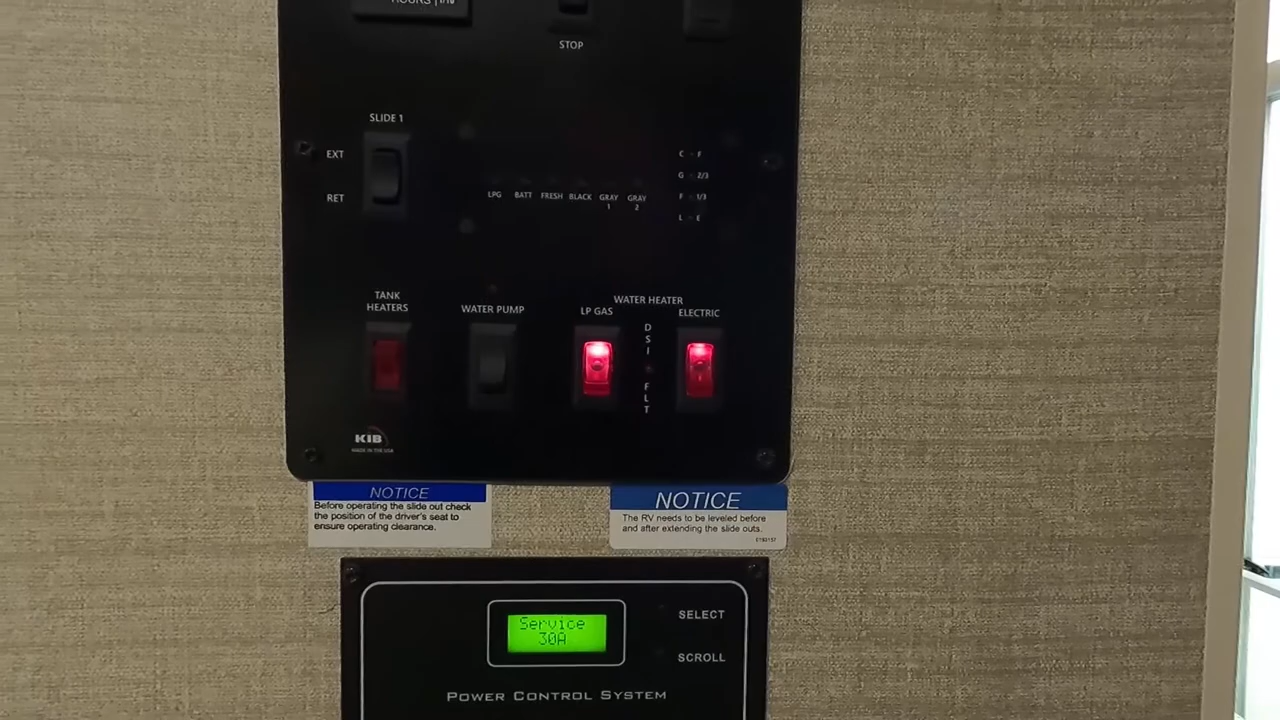 HOURS
STOP
SLIDE 1
EXT
RET
LPG BATT FRESH BLACK GRAY 1 GRAY 2
C F
G 2/3
F 1/3
L E
TANK
HEATERS
WATER PUMP
WATER HEATER
LP GAS
ELECTRIC
DSI
FLT
KIB
MADE IN THE USA
NOTICE
Before operating the slide out check
the position of the driver's seat to
ensure operating clearance.
NOTICE
The RV needs to be leveled before
and after extending the slide outs.
Service
30A
SELECT
SCROLL
POWER CONTROL SYSTEM